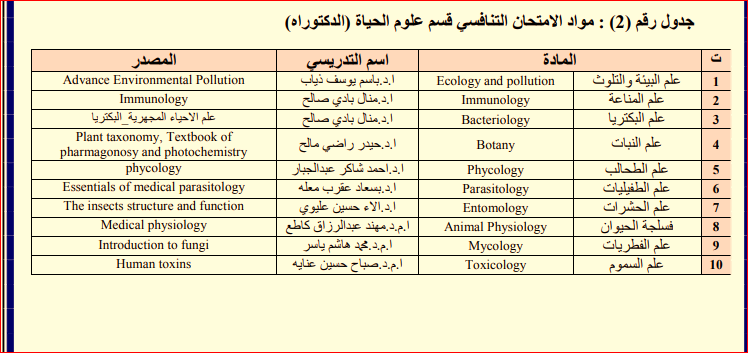 جدول رقم (2) : مواد الامتحان التنافسي قسم علوم الحياة (الدكتوراه)
ت المادة اسم التدريسي المصدر
1 علم البيئة والتلوث Ecology and pollution ا.د.باسم يوسف ذياب Advance Environmental Pollution
2 علم المناعة Immunology ا.د.منال بادي صالح Immunology
3 علم البكتريا Bacteriology ا.د.منال بادي صالح علم الاحياء المجهرية_البكتريا
4 علم النبات Botany ا.د.حيدر راضي مالح Plant taxonomy, Textbook of
pharmagonosy and photochemistry
5 علم الطحالب Phycology ا.د.احمد شاكر عبدالجبار phycology
6 علم الطفيليات Parasitology ا.د.بسعاد عقرب معله Essentials of medical parasitology
7 علم الحشرات Entomology ا.د.الاء حسين عليوي The insects structure and function
8 فسلجة الحيوان Animal Physiology ا.م.د.مهند عبدالرزاق كاطع Medical physiology
9 علم الفطريات Mycology ا.م.د.محمد هاشم ياسر Introduction to fungi
10 علم السموم Toxicology ا.م.د.صباح حسين عنايه Human toxins